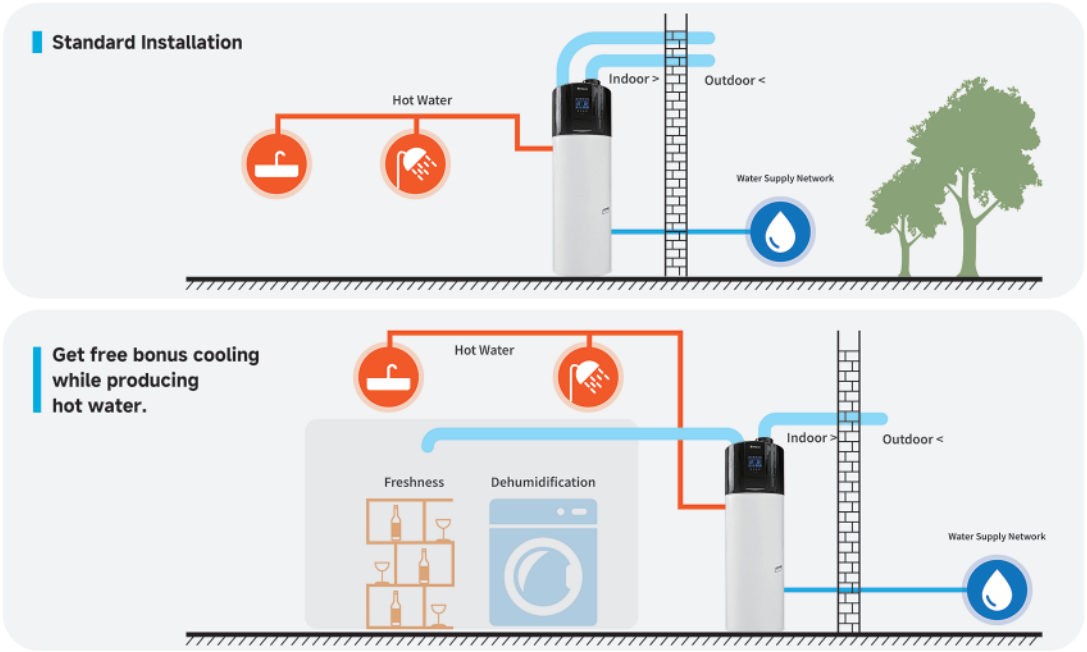 Standard Installation
Hot Water
Indoor >
Outdoor <
Water Supply Network
Get free bonus cooling
while producing
hot water.
Hot Water
Indoor >
Outdoor <
Freshness
Dehumidification
Water Supply Network